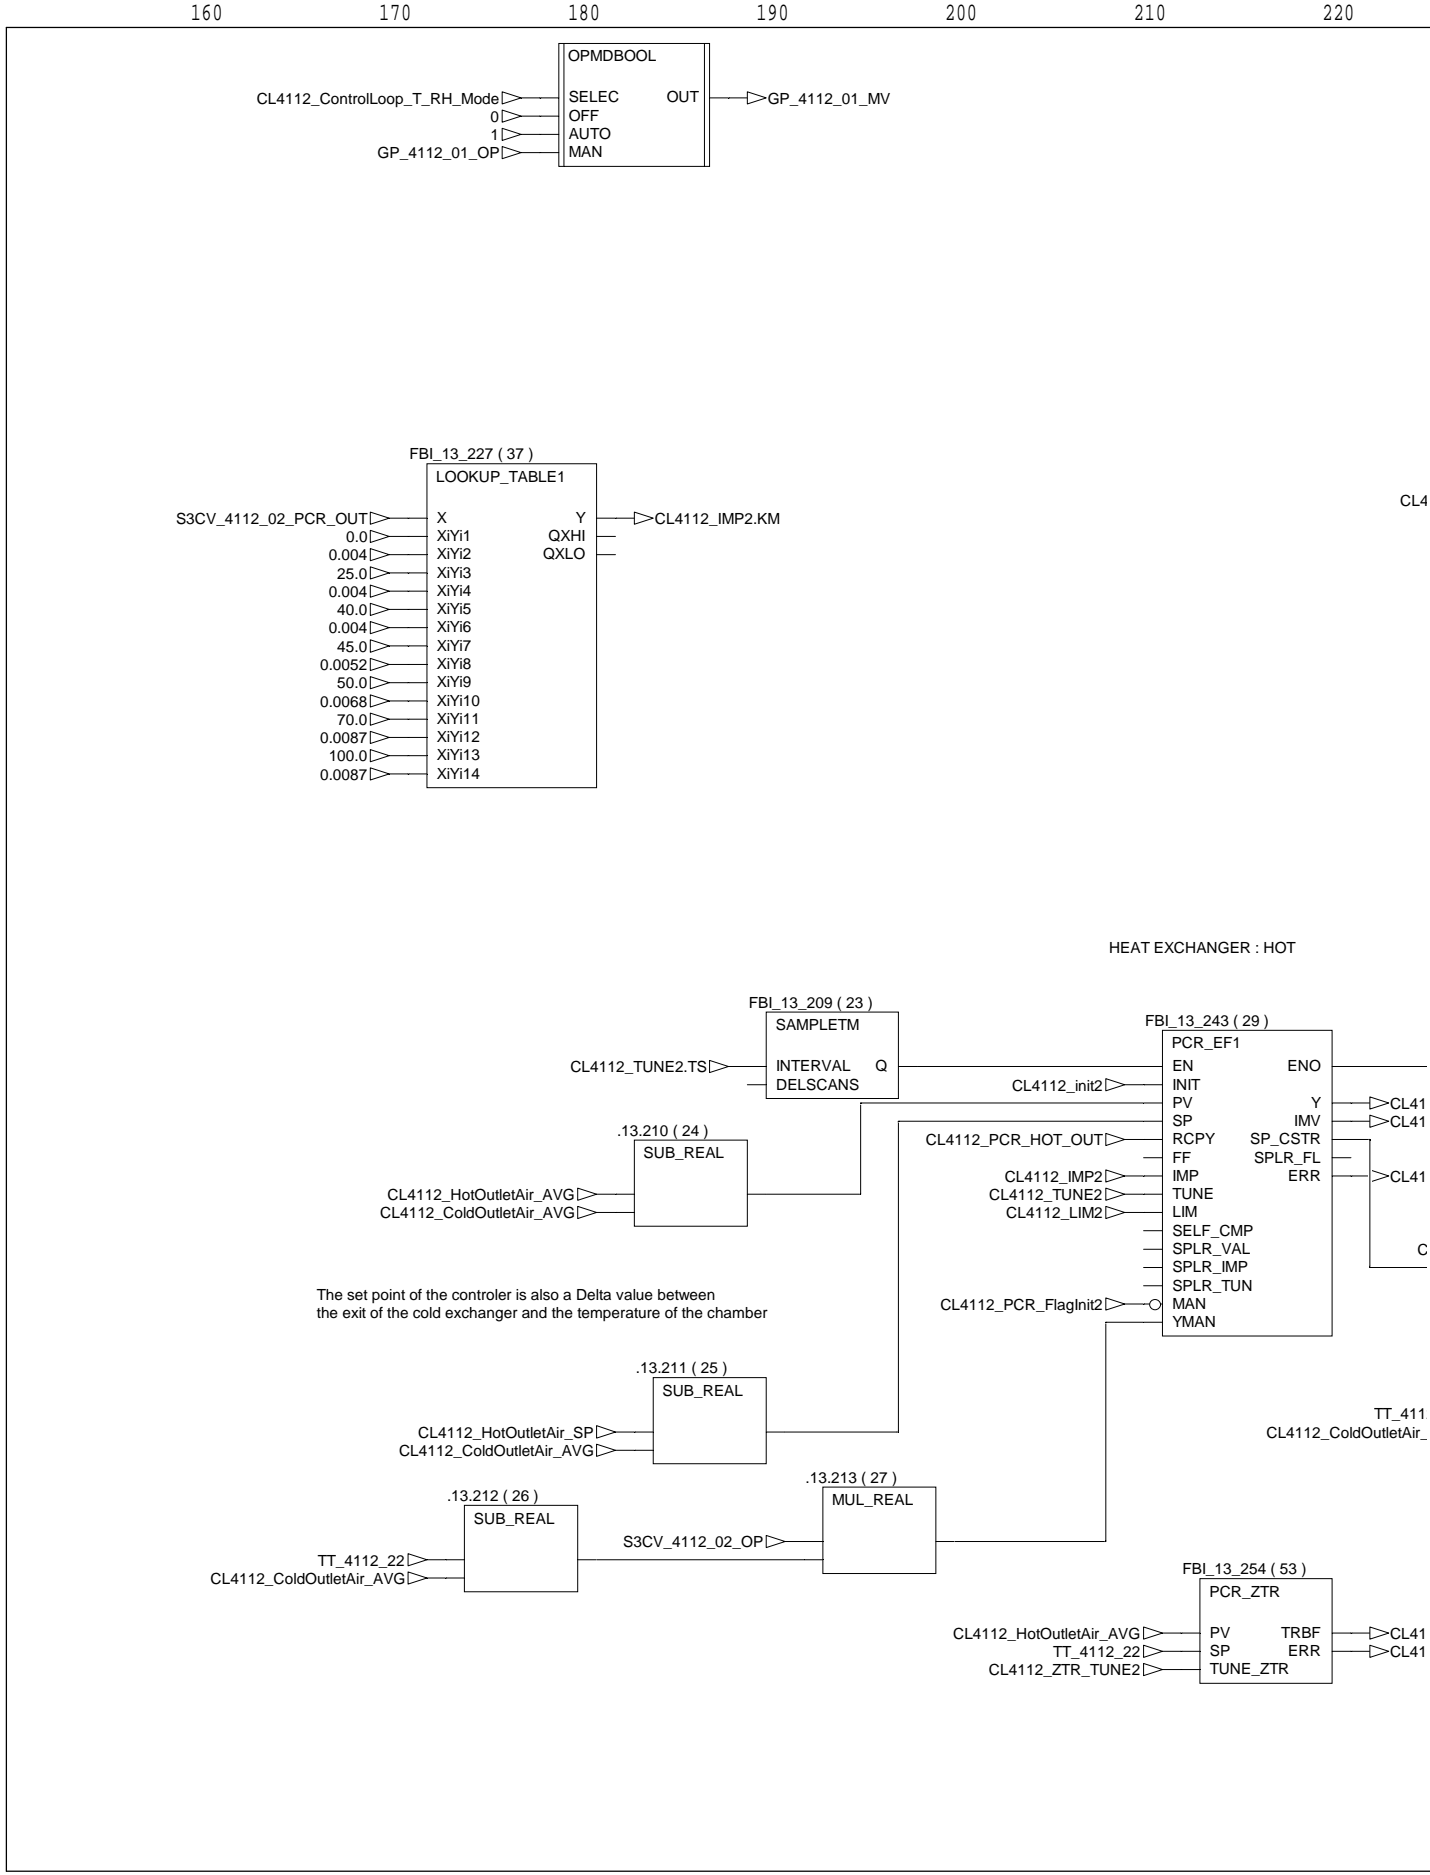 160 170 180 190 200 210 220
OPMDBOOL
CL4112_ControlLoop_T_RH_Mode SELEC OUT GP_4112_01_MV
0 OFF
1 AUTO
GP_4112_01_OP MAN
FBI_13_227 ( 37 )
LOOKUP_TABLE1
CL4
S3CV_4112_02_PCR_OUT X Y CL4112_IMP2.KM
0.0 XiYi1 QXHI
0.004 XiYi2 QXLO
25.0 XiYi3
0.004 XiYi4
40.0 XiYi5
0.004 XiYi6
45.0 XiYi7
0.0052 XiYi8
50.0 XiYi9
0.0068 XiYi10
70.0 XiYi11
0.0087 XiYi12
100.0 XiYi13
0.0087 XiYi14
HEAT EXCHANGER : HOT
FBI_13_209 ( 23 )
SAMPLETM
CL4112_TUNE2.TS INTERVAL Q
DELSCANS
FBI_13_243 ( 29 )
PCR_EF1
EN ENO
CL4112_init2 INIT
PV Y CL41
SP IMV CL41
CL4112_PCR_HOT_OUT RCPY SP_CSTR
FF SPLR_FL
CL4112_IMP2 IMP ERR CL41
CL4112_TUNE2 TUNE
CL4112_LIM2 LIM
SELF_CMP
SPLR_VAL C
SPLR_IMP
SPLR_TUN
CL4112_PCR_FlagInit2 MAN
YMAN
.13.210 ( 24 )
SUB_REAL
CL4112_HotOutletAir_AVG
CL4112_ColdOutletAir_AVG
The set point of the controler is also a Delta value between
the exit of the cold exchanger and the temperature of the chamber
.13.211 ( 25 )
SUB_REAL
CL4112_HotOutletAir_SP
CL4112_ColdOutletAir_AVG
TT_411
CL4112_ColdOutletAir_
.13.213 ( 27 )
MUL_REAL
S3CV_4112_02_OP
.13.212 ( 26 )
SUB_REAL
TT_4112_22
CL4112_ColdOutletAir_AVG
FBI_13_254 ( 53 )
PCR_ZTR
CL4112_HotOutletAir_AVG PV TRBF CL41
TT_4112_22 SP ERR CL41
CL4112_ZTR_TUNE2 TUNE_ZTR